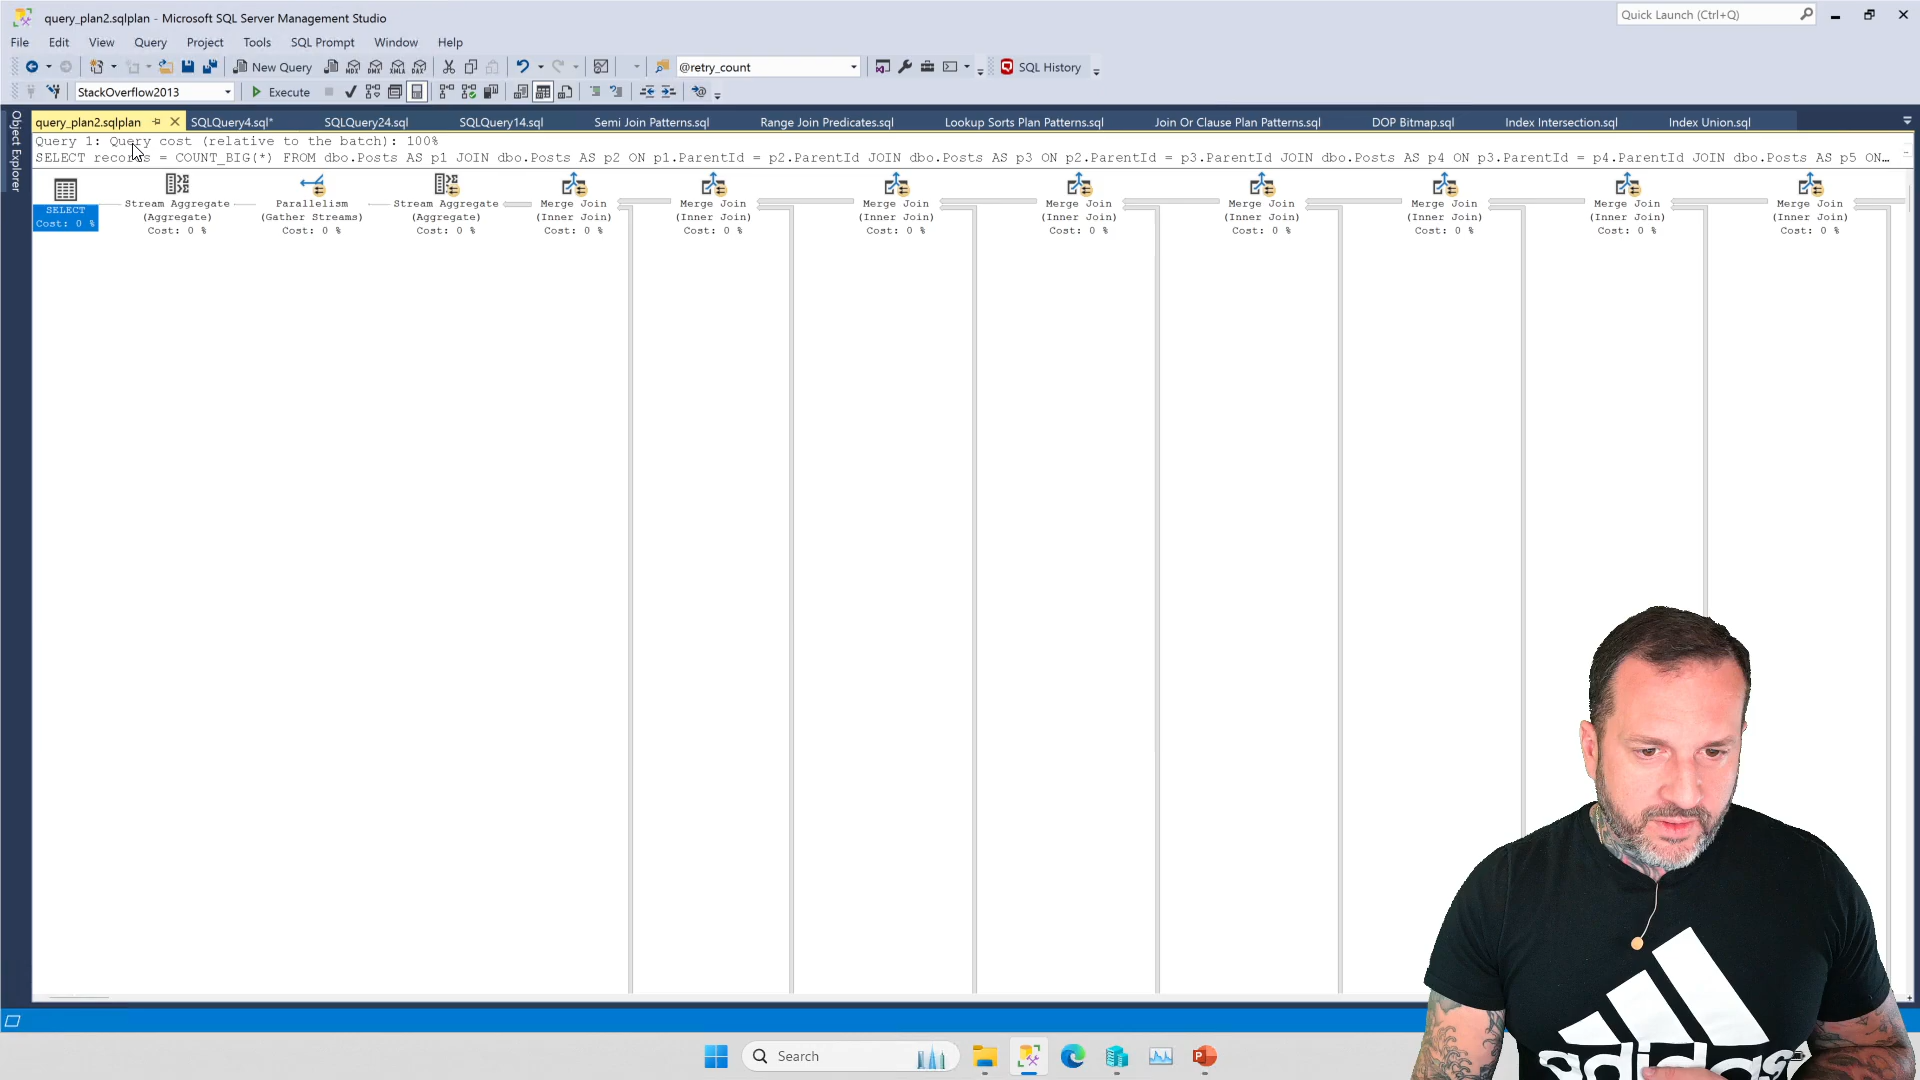 query_plan2.sqlplan - Microsoft SQL Server Management Studio
Quick Launch (Ctrl+Q)
File Edit View Query Project Tools SQL Prompt Window Help
New Query @retry_count SQL History
StackOverflow2013 Execute
Object Explorer
query_plan2.sqlplan SQLQuery4.sql* SQLQuery24.sql SQLQuery14.sql Semi Join Patterns.sql Range Join Predicates.sql Lookup Sorts Plan Patterns.sql Join Or Clause Plan Patterns.sql DOP Bitmap.sql Index Intersection.sql Index Union.sql
Query 1: Query cost (relative to the batch): 100%
SELECT records = COUNT_BIG(*) FROM dbo.Posts AS p1 JOIN dbo.Posts AS p2 ON p1.ParentId = p2.ParentId JOIN dbo.Posts AS p3 ON p2.ParentId = p3.ParentId JOIN dbo.Posts AS p4 ON p3.ParentId = p4.ParentId JOIN dbo.Posts AS p5 ON...
SELECT
Cost: 0 %
Stream Aggregate
(Aggregate)
Cost: 0 %
Parallelism
(Gather Streams)
Cost: 0 %
Stream Aggregate
(Aggregate)
Cost: 0 %
Merge Join
(Inner Join)
Cost: 0 %
Merge Join
(Inner Join)
Cost: 0 %
Merge Join
(Inner Join)
Cost: 0 %
Merge Join
(Inner Join)
Cost: 0 %
Merge Join
(Inner Join)
Cost: 0 %
Merge Join
(Inner Join)
Cost: 0 %
Merge Join
(Inner Join)
Cost: 0 %
Merge Join
(Inner Join)
Cost: 0 %
adidas
Search